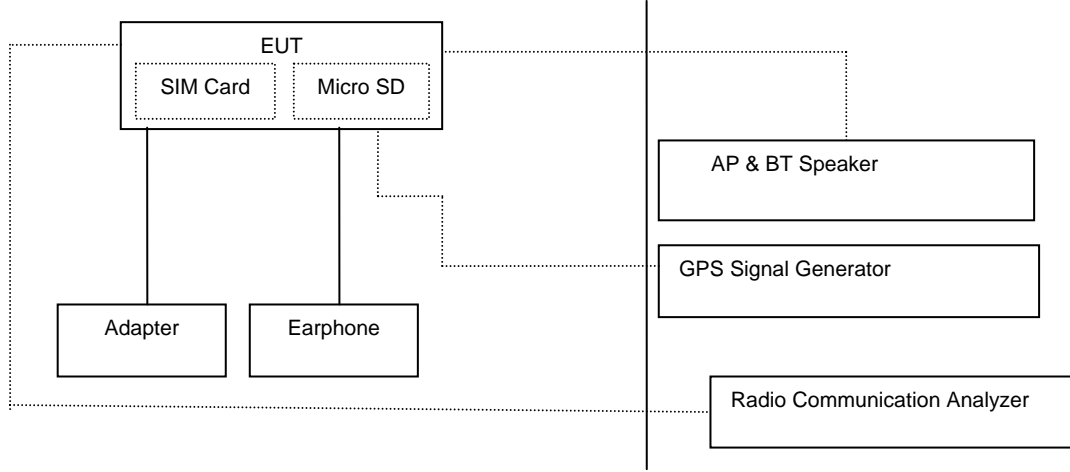 EUT
SIM Card
Micro SD
AP & BT Speaker
GPS Signal Generator
Adapter
Earphone
Radio Communication Analyzer